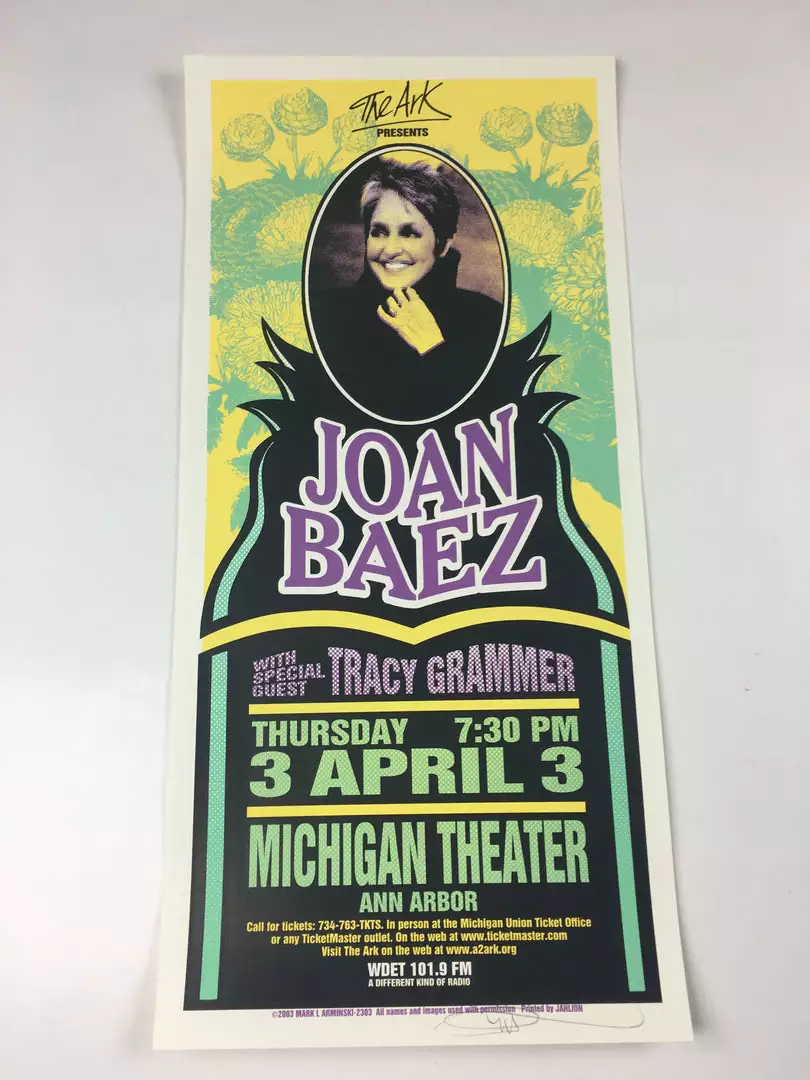 The Ark
PRESENTS
JOAN
BAEZ
WITH
SPECIAL
GUEST
TRACY GRAMMER
THURSDAY 7:30 PM
3 APRIL 3
MICHIGAN THEATER
ANN ARBOR
Call for tickets: 734-763-TKTS. In person at the Michigan Union Ticket Office
or any TicketMaster outlet. On the web at www.ticketmaster.com
Visit The Ark on the web at www.a2ark.org
WDET 101.9 FM
A DIFFERENT KIND OF RADIO
©2003 MARK L ARMINSKI-2303 All names and images used with permission Printed by JAHLION